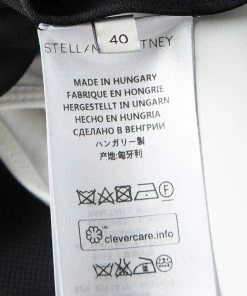 STELL
TNEY
40
MADE IN HUNGARY
FABRIQUE EN HONGRIE
HERGESTELLT IN UNGARN
HECHO EN HUNGRIA
СДЕЛАНО В ВЕНГРИИ
ハンガリー製
产地:匈牙利
F
clevercare.info